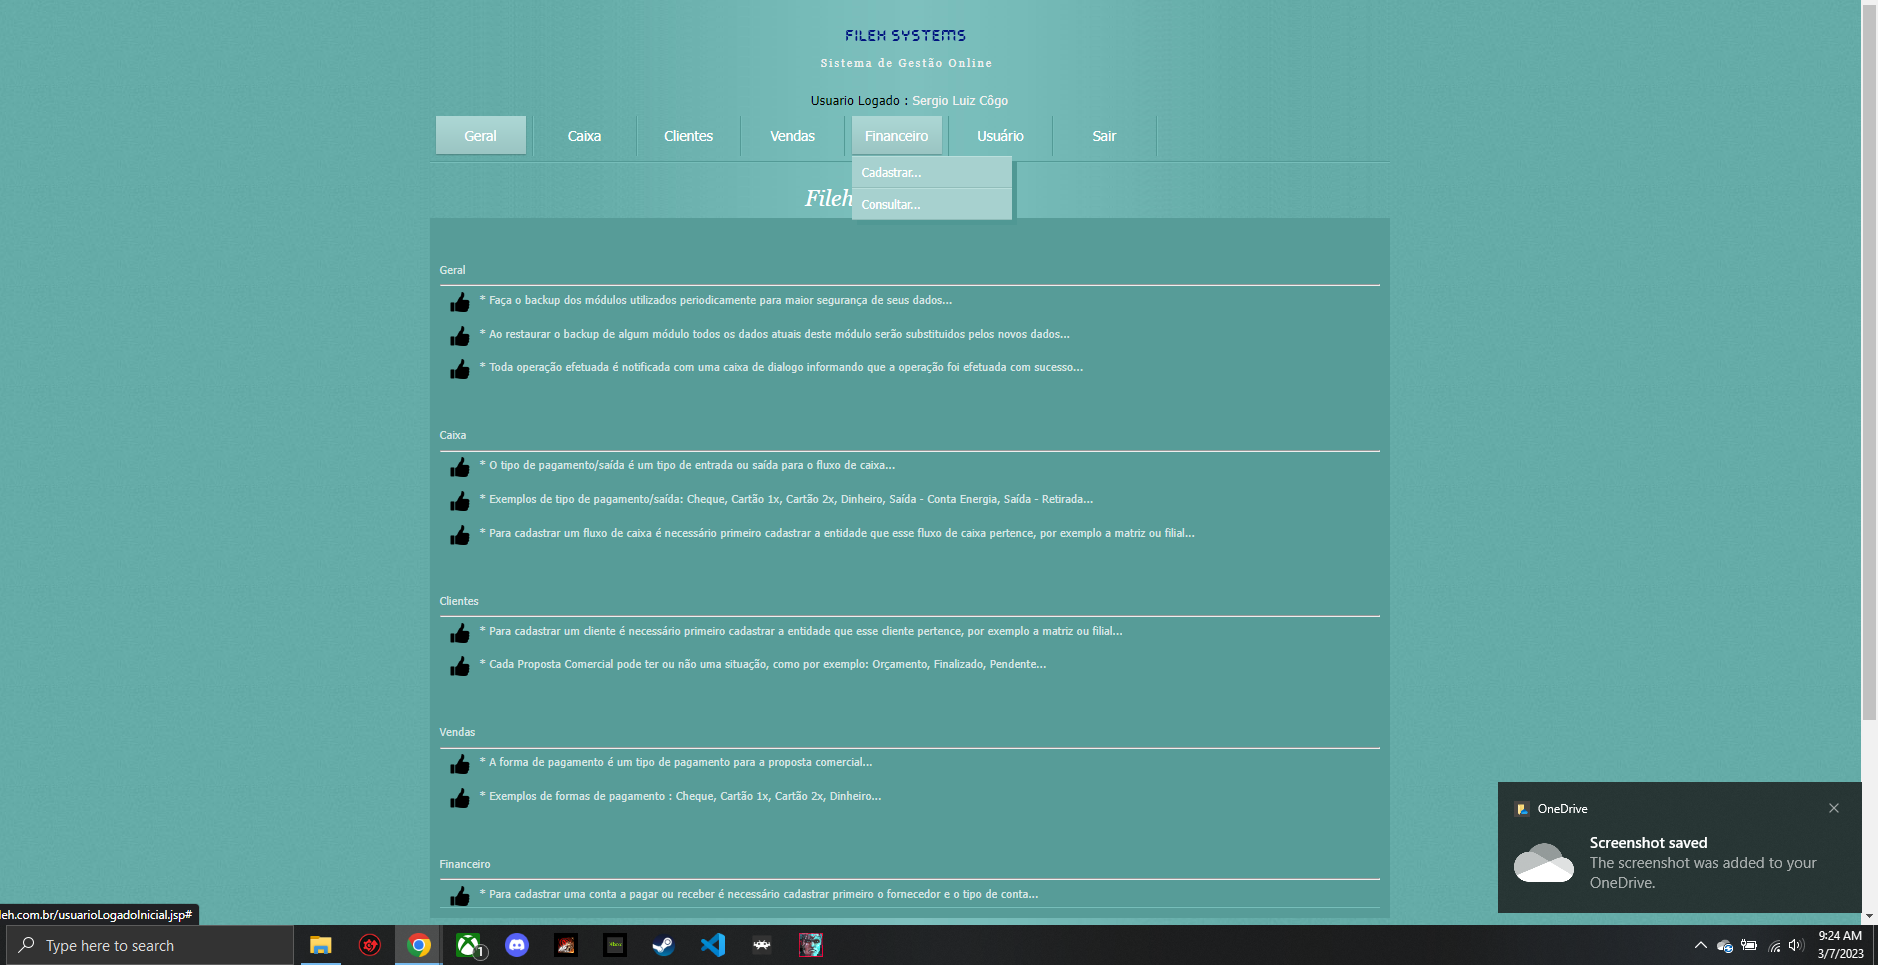 FILEH SYSTEMS
Sistema de Gestão Online
Usuario Logado : Sergio Luiz Côgo
Geral Caixa Clientes Vendas Financeiro Usuário Sair
Cadastrar...
Consultar...
Fileh
Geral
* Faça o backup dos módulos utilizados periodicamente para maior segurança de seus dados...
* Ao restaurar o backup de algum módulo todos os dados atuais deste módulo serão substituidos pelos novos dados...
* Toda operação efetuada é notificada com uma caixa de dialogo informando que a operação foi efetuada com sucesso...
Caixa
* O tipo de pagamento/saída é um tipo de entrada ou saída para o fluxo de caixa...
* Exemplos de tipo de pagamento/saída: Cheque, Cartão 1x, Cartão 2x, Dinheiro, Saída - Conta Energia, Saída - Retirada...
* Para cadastrar um fluxo de caixa é necessário primeiro cadastrar a entidade que esse fluxo de caixa pertence, por exemplo a matriz ou filial...
Clientes
* Para cadastrar um cliente é necessário primeiro cadastrar a entidade que esse cliente pertence, por exemplo a matriz ou filial...
* Cada Proposta Comercial pode ter ou não uma situação, como por exemplo: Orçamento, Finalizado, Pendente...
Vendas
* A forma de pagamento é um tipo de pagamento para a proposta comercial...
* Exemplos de formas de pagamento : Cheque, Cartão 1x, Cartão 2x, Dinheiro...
Financeiro
* Para cadastrar uma conta a pagar ou receber é necessário cadastrar primeiro o fornecedor e o tipo de conta...
OneDrive
Screenshot saved
The screenshot was added to your
OneDrive.
leh.com.br/usuarioLogadoInicial.jsp#
Type here to search
1
9:24 AM
3/7/2023